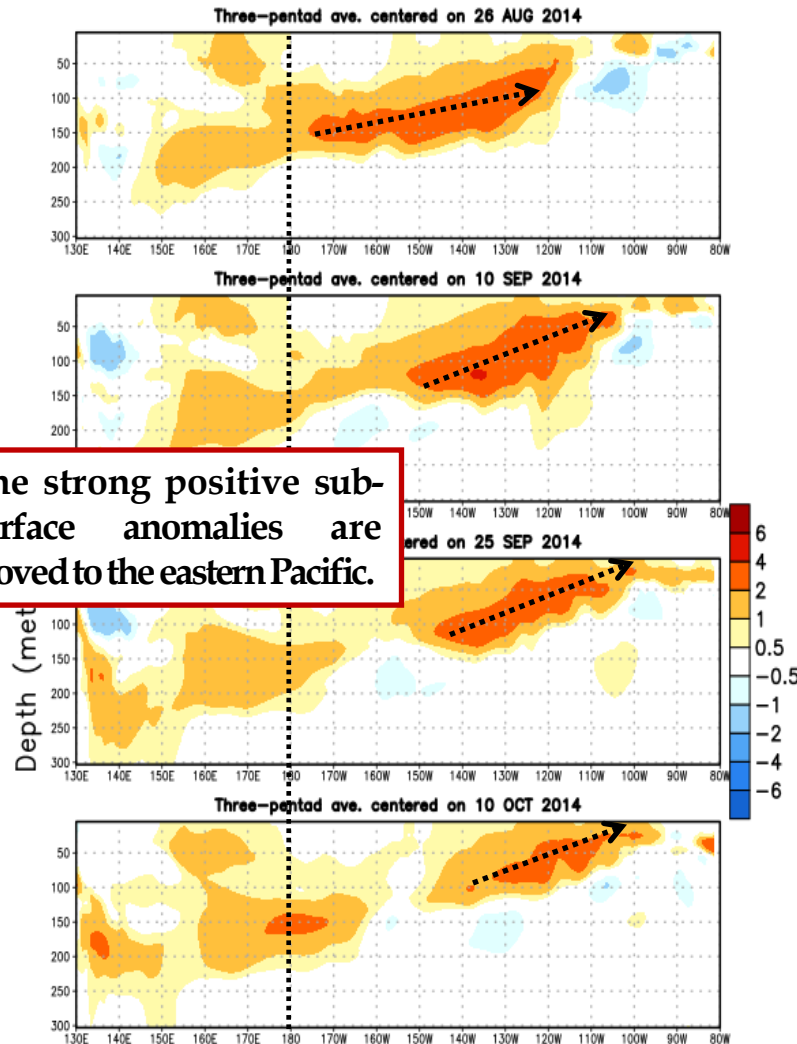 Three-pentad ave. centered on 26 AUG 2014
50
100
150
200
250
300
130E 140E 150E 160E 170E 180 170W 160W 150W 140W 130W 120W 110W 100W 90W 80W
Three-pentad ave. centered on 10 SEP 2014
50
100
150
200
strong positive sub-
anomalies are
to the eastern Pacific.
150W 140W 130W 120W 110W 100W 90W 80W
25 SEP 2014
100
150
200
250
300
Depth
130E 140E 150E 160E 170E 180 170W 160W 150W 140W 130W 120W 110W 100W 90W 80W
6
4
2
1
0.5
-0.5
-1
-2
-4
-6
Three-pentad ave. centered on 10 OCT 2014
50
100
150
200
250
300
130E 140E 150E 160E 170E 180 170W 160W 150W 140W 130W 120W 110W 100W 90W 80W